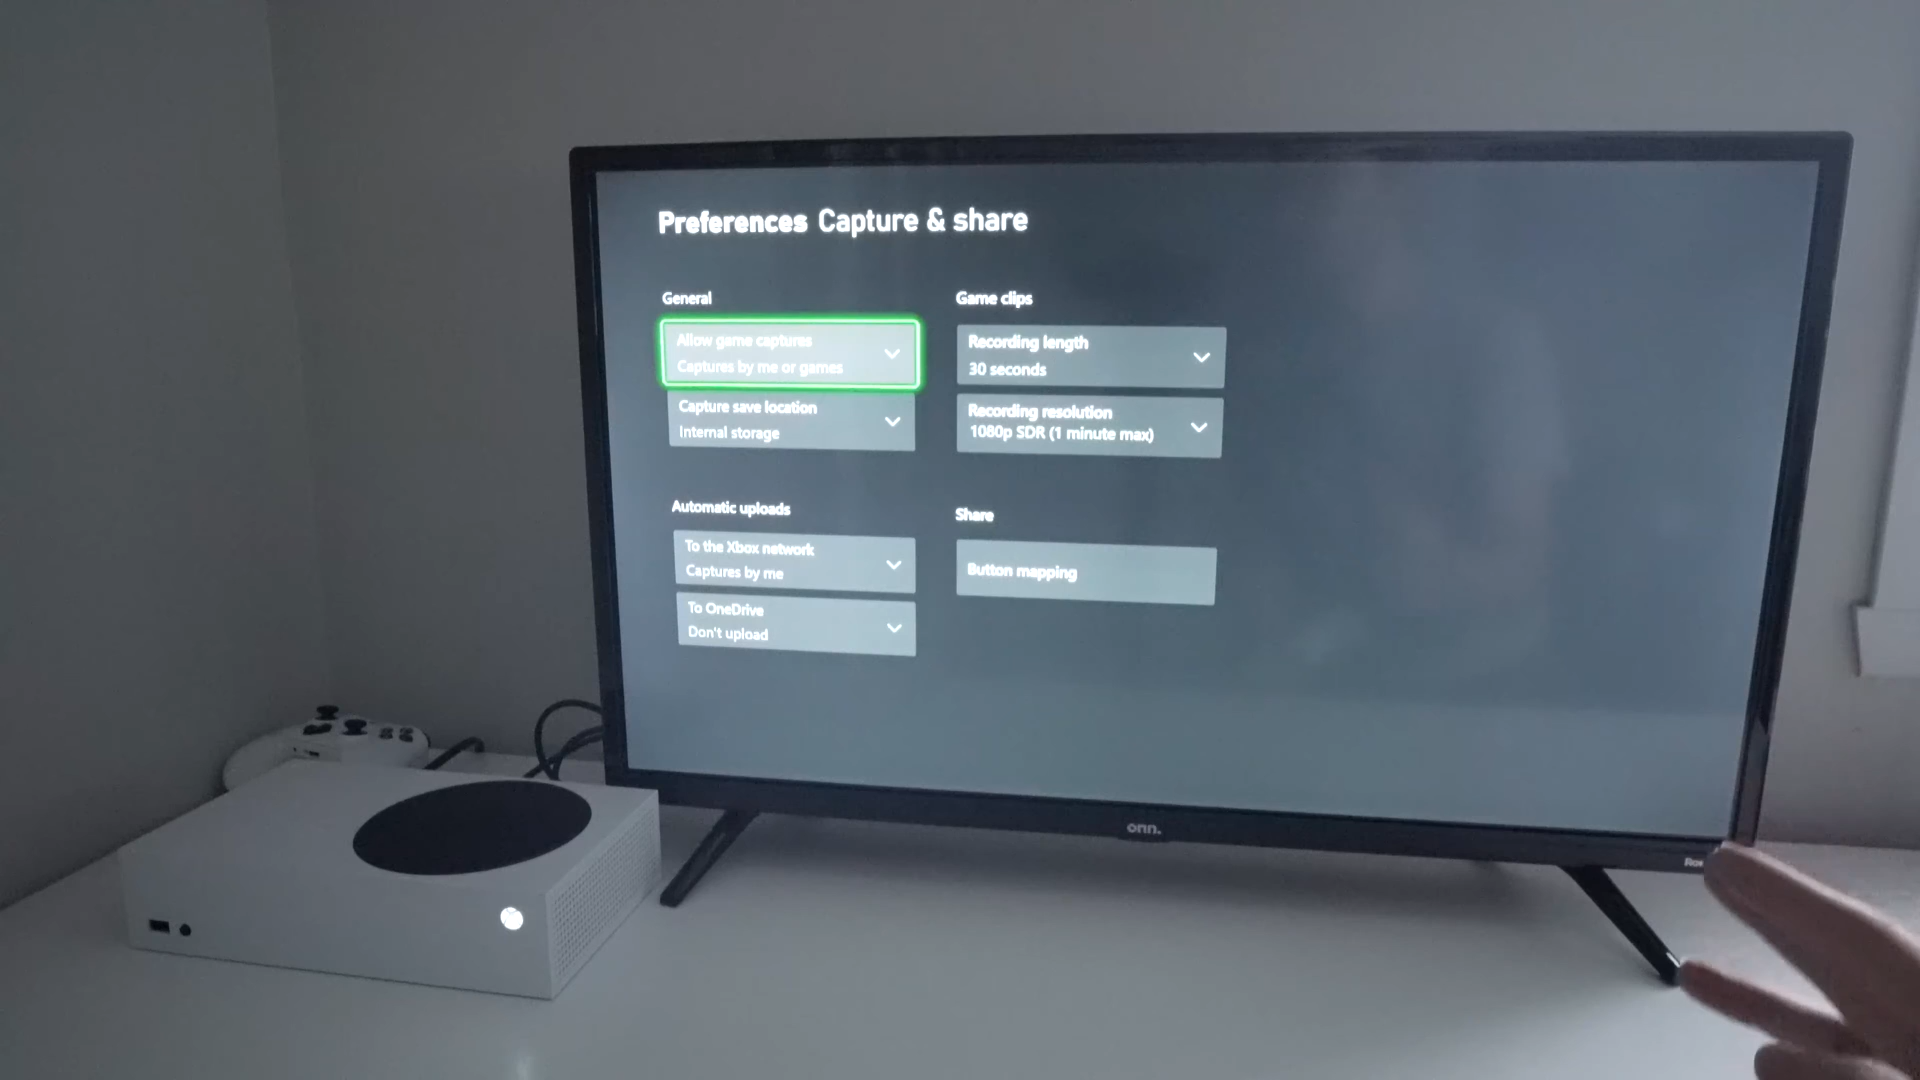 Preferences Capture & share
General
Allow game captures
Captures by me or games
Capture save location
Internal storage
Automatic uploads
To the Xbox network
Captures by me
To OneDrive
Don't upload
Game clips
Recording length
30 seconds
Recording resolution
1080p SDR (1 minute max)
Share
Button mapping
onn.